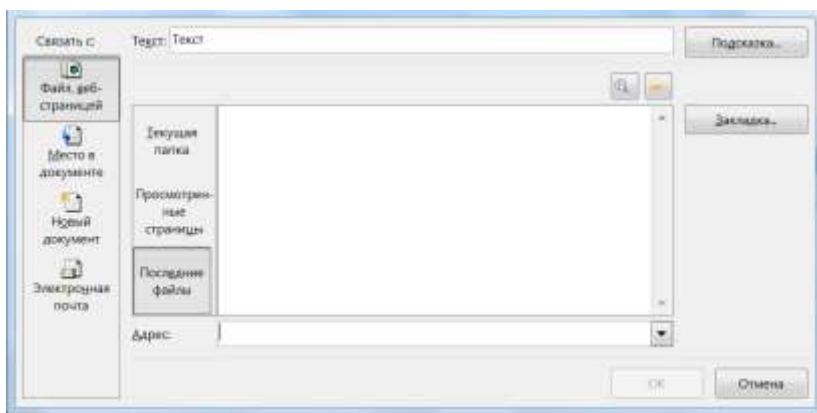 Связать с:
Текст: Текст
Подсказка...
Файл, веб-
страницей
Закладка...
Текущая
папка
Место в
документе
Просмотрен-
ные
страницы
Новый
документ
Последние
файлы
Электронная
почта
Адрес:
ОК
Отмена